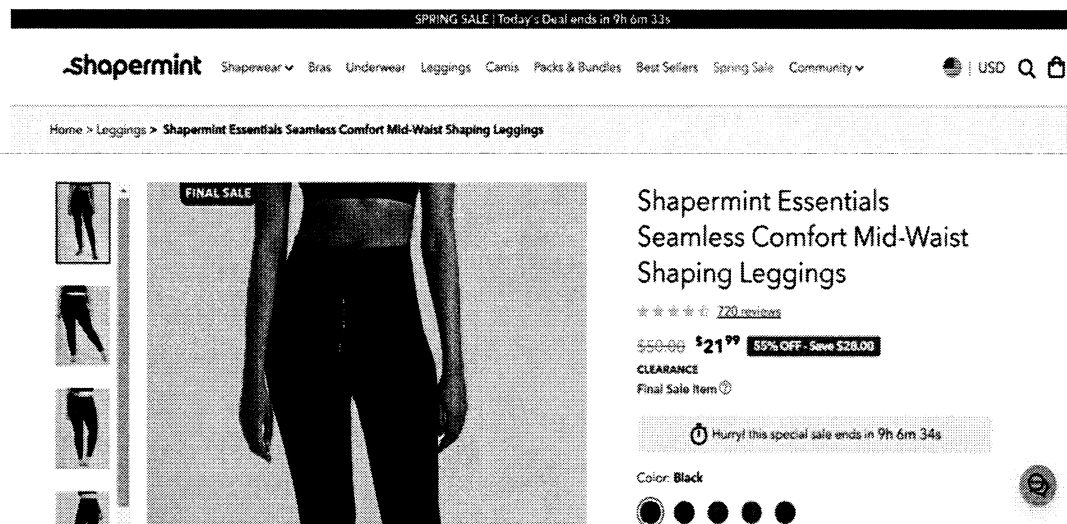 SPRING SALE | Today's Deal ends in 9h 6m 33s
shapermint Shapewear Bras Underwear Leggings Camis Packs & Bundles Best Sellers Spring Sale Community | USD
Home > Leggings > Shapermint Essentials Seamless Comfort Mid-Waist Shaping Leggings
FINAL SALE
Shapermint Essentials
Seamless Comfort Mid-Waist
Shaping Leggings
720 reviews
$50.00 $21.99 55% OFF - Save $28.00
CLEARANCE
Final Sale Item ?
Hurry! this special sale ends in 9h 6m 34s
Color: Black